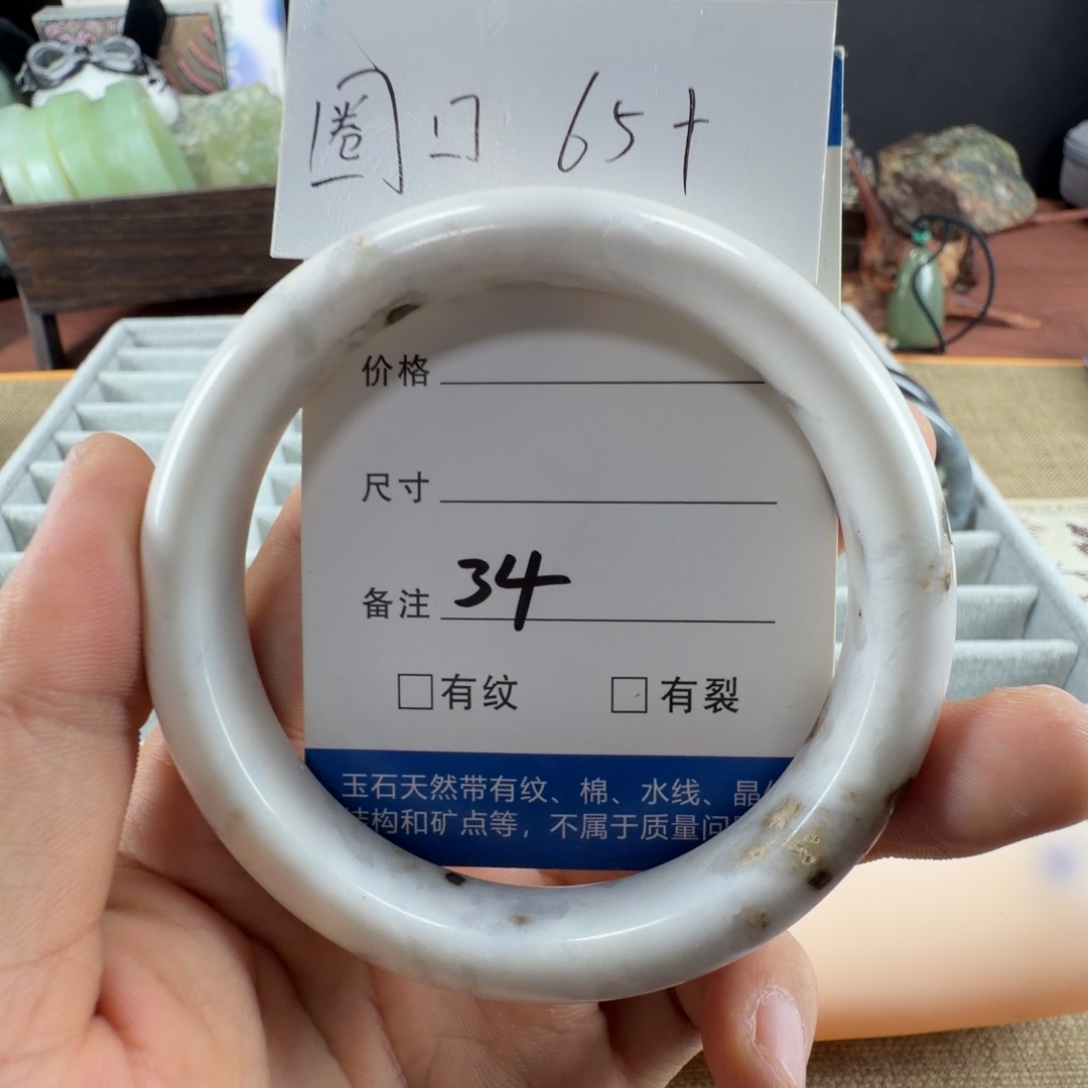 圈口 65+
价格
尺寸
备注 34
□有纹 □有裂
玉石天然带有纹、棉、水线、晶
结构和矿点等，不属于质量问